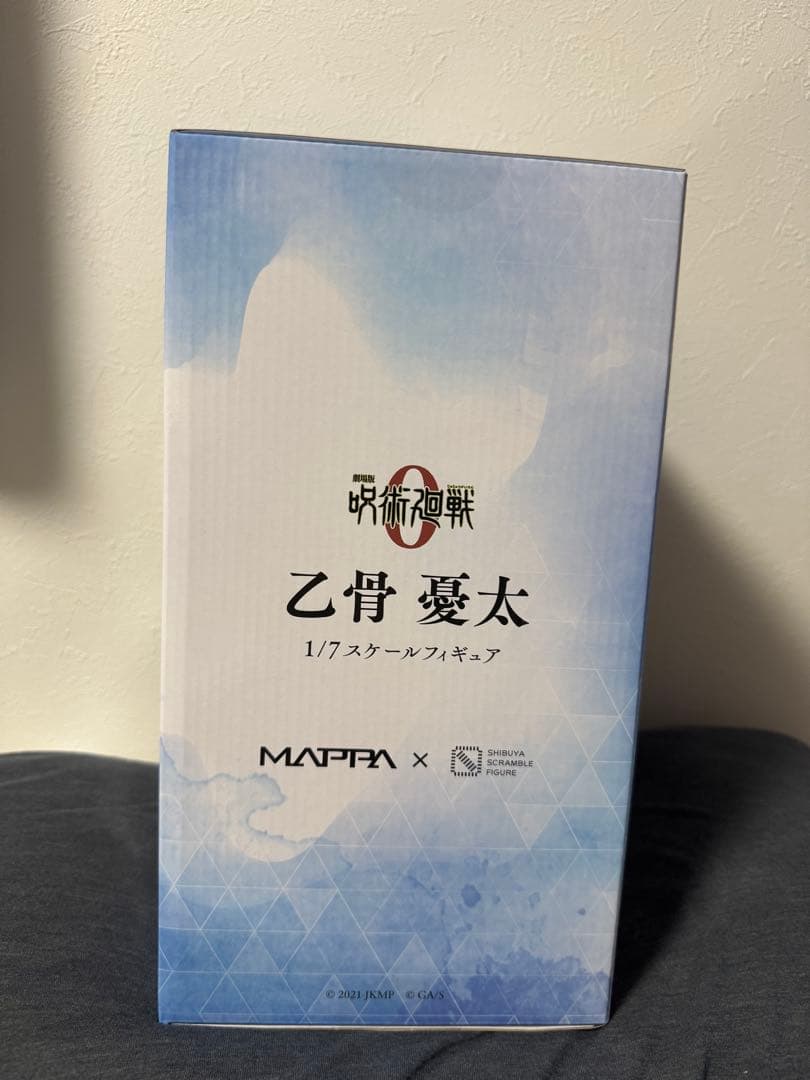 劇場版
呪術廻戦 0
乙骨 憂太
1/7スケールフィギュア
MAPPA × SHIBUYA SCRAMBLE FIGURE
© 2021 JKMP © GA/S